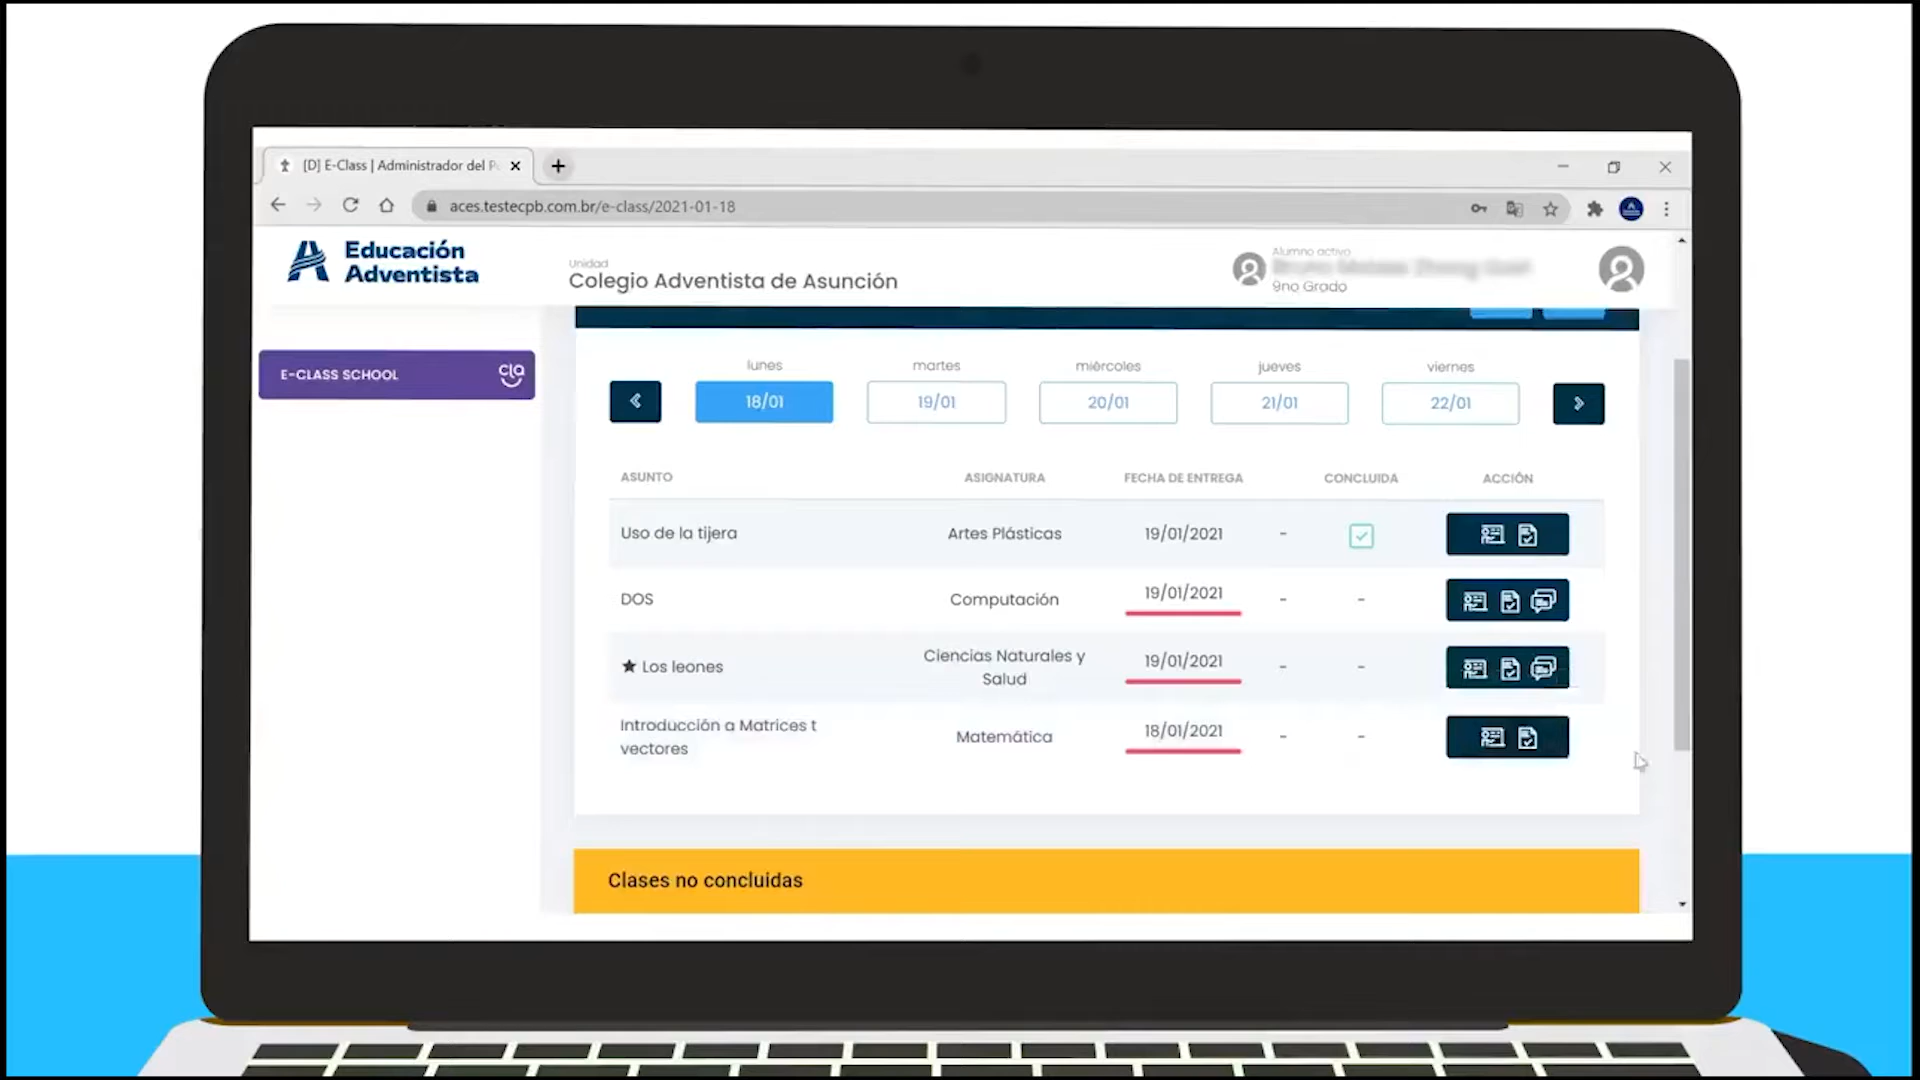 [D] E-Class | Administrador del P
aces.testecpb.com.br/e-class/2021-01-18
Educación
Adventista
Unidad
Colegio Adventista de Asunción
Alumno activo
9no Grado
E-CLASS SCHOOL
cla
lunes martes miércoles jueves viernes
18/01 19/01 20/01 21/01 22/01
ASUNTO ASIGNATURA FECHA DE ENTREGA CONCLUIDA ACCIÓN
Uso de la tijera Artes Plásticas 19/01/2021 -
DOS Computación 19/01/2021 - -
Los leones Ciencias Naturales y Salud 19/01/2021 - -
Introducción a Matrices t vectores Matemática 18/01/2021 - -
Clases no concluidas